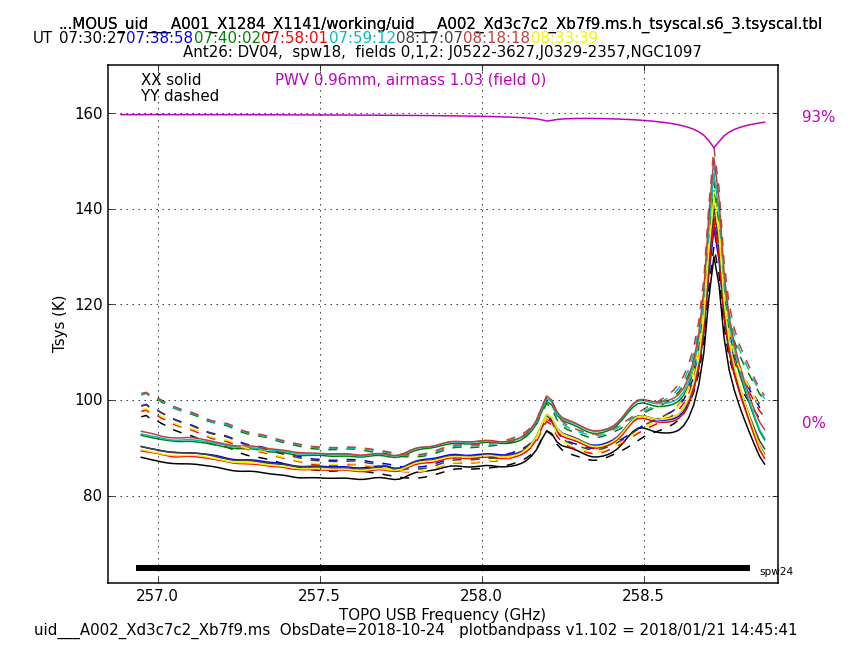 ...MOUS_uid___A001_X1284_X1141/working/uid___A002_Xd3c7c2_Xb7f9.ms.h_tsyscal.s6_3.tsyscal.tbl
UT 07:30:27 07:38:58 07:40:02 07:58:01 07:59:12 08:17:07 08:18:18 08:33:39
Ant26: DV04, spw18, fields 0,1,2: J0522-3627,J0329-2357,NGC1097
XX solid PWV 0.96mm, airmass 1.03 (field 0)
YY dashed
160
93%
140
120
Tsys (K)
100
0%
80
spw24
257.0 257.5 258.0 258.5
TOPO USB Frequency (GHz)
uid___A002_Xd3c7c2_Xb7f9.ms ObsDate=2018-10-24 plotbandpass v1.102 = 2018/01/21 14:45:41